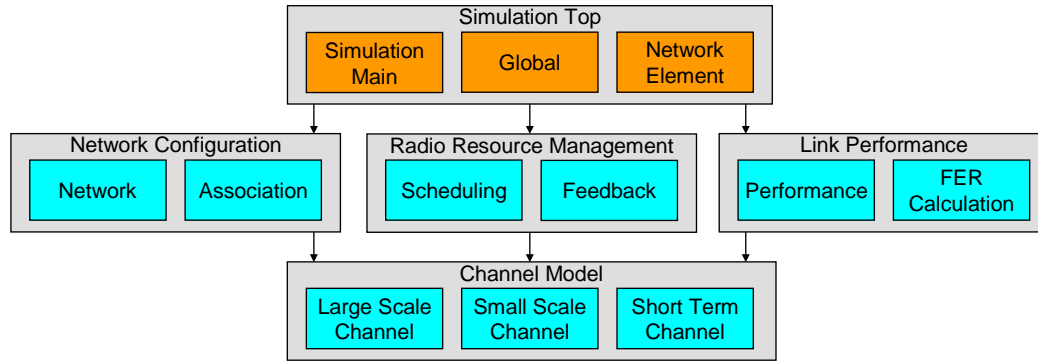 Simulation Top
Simulation
Main
Global
Network
Element
Network Configuration
Network
Association
Radio Resource Management
Scheduling
Feedback
Link Performance
Performance
FER
Calculation
Channel Model
Large Scale
Channel
Small Scale
Channel
Short Term
Channel